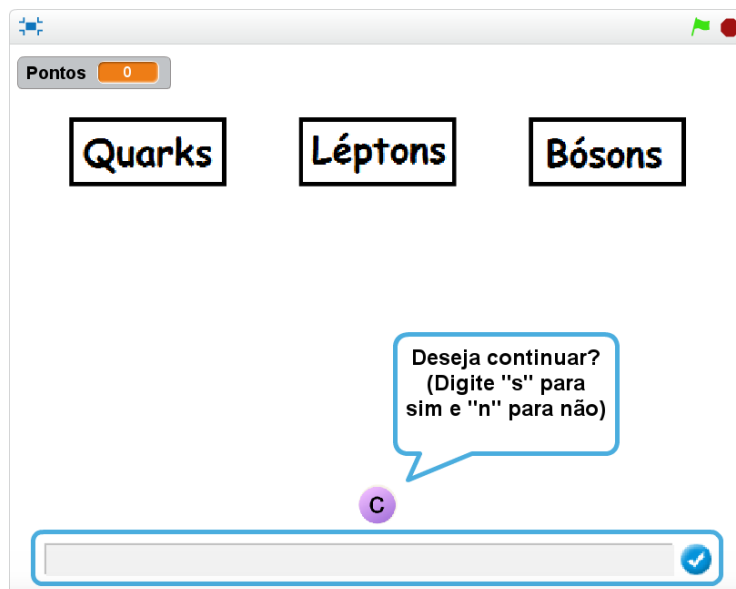 Pontos 0
Quarks Léptons Bósons
Deseja continuar?
(Digite "s" para
sim e "n" para não)
C